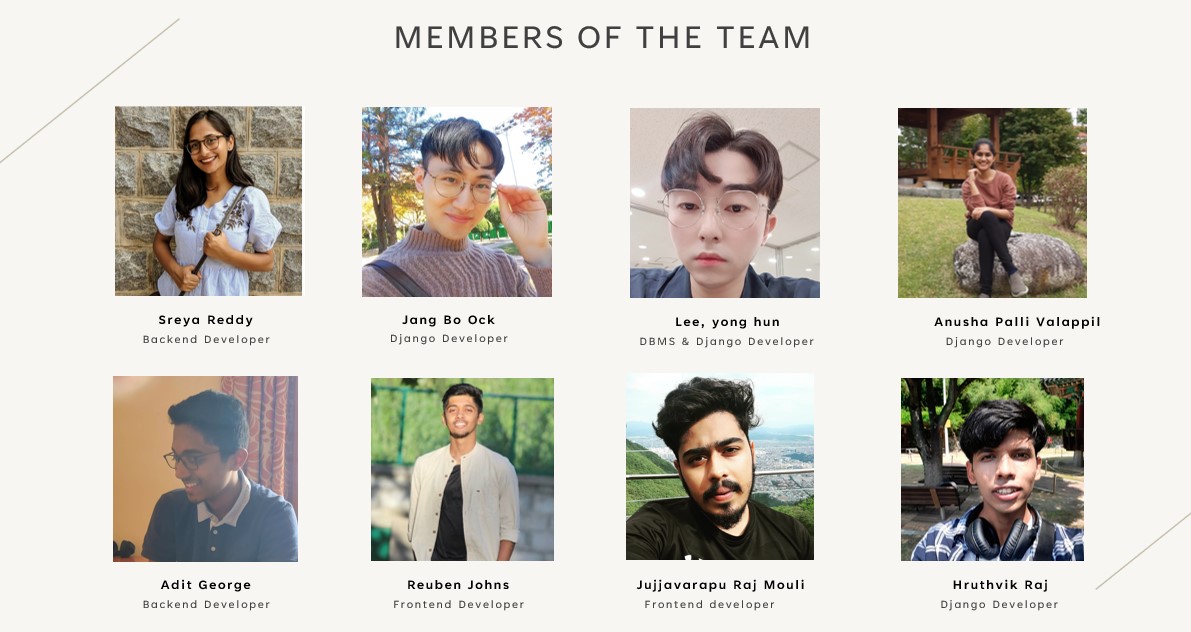 MEMBERS OF THE TEAM
Sreya Reddy
Backend Developer
Jang Bo Ock
Django Developer
Lee, yong hun
DBMS & Django Developer
Anusha Palli Valappil
Django Developer
Adit George
Backend Developer
Reuben Johns
Frontend Developer
Jujjavarapu Raj Mouli
Frontend developer
Hruthvik Raj
Django Developer